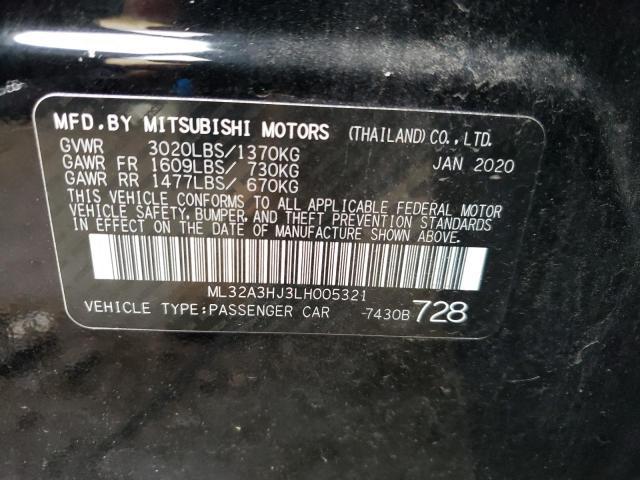 MFD. BY MITSUBISHI MOTORS (THAILAND) CO., LTD.
GVWR 3020LBS/1370KG JAN 2020
GAWR FR 1609LBS/ 730KG
GAWR RR 1477LBS/ 670KG
THIS VEHICLE CONFORMS TO ALL APPLICABLE FEDERAL MOTOR
VEHICLE SAFETY, BUMPER, AND THEFT PREVENTION STANDARDS
IN EFFECT ON THE DATE OF MANUFACTURE SHOWN ABOVE.
ML32A3HJ3LH005321
VEHICLE TYPE:PASSENGER CAR -7430B 728